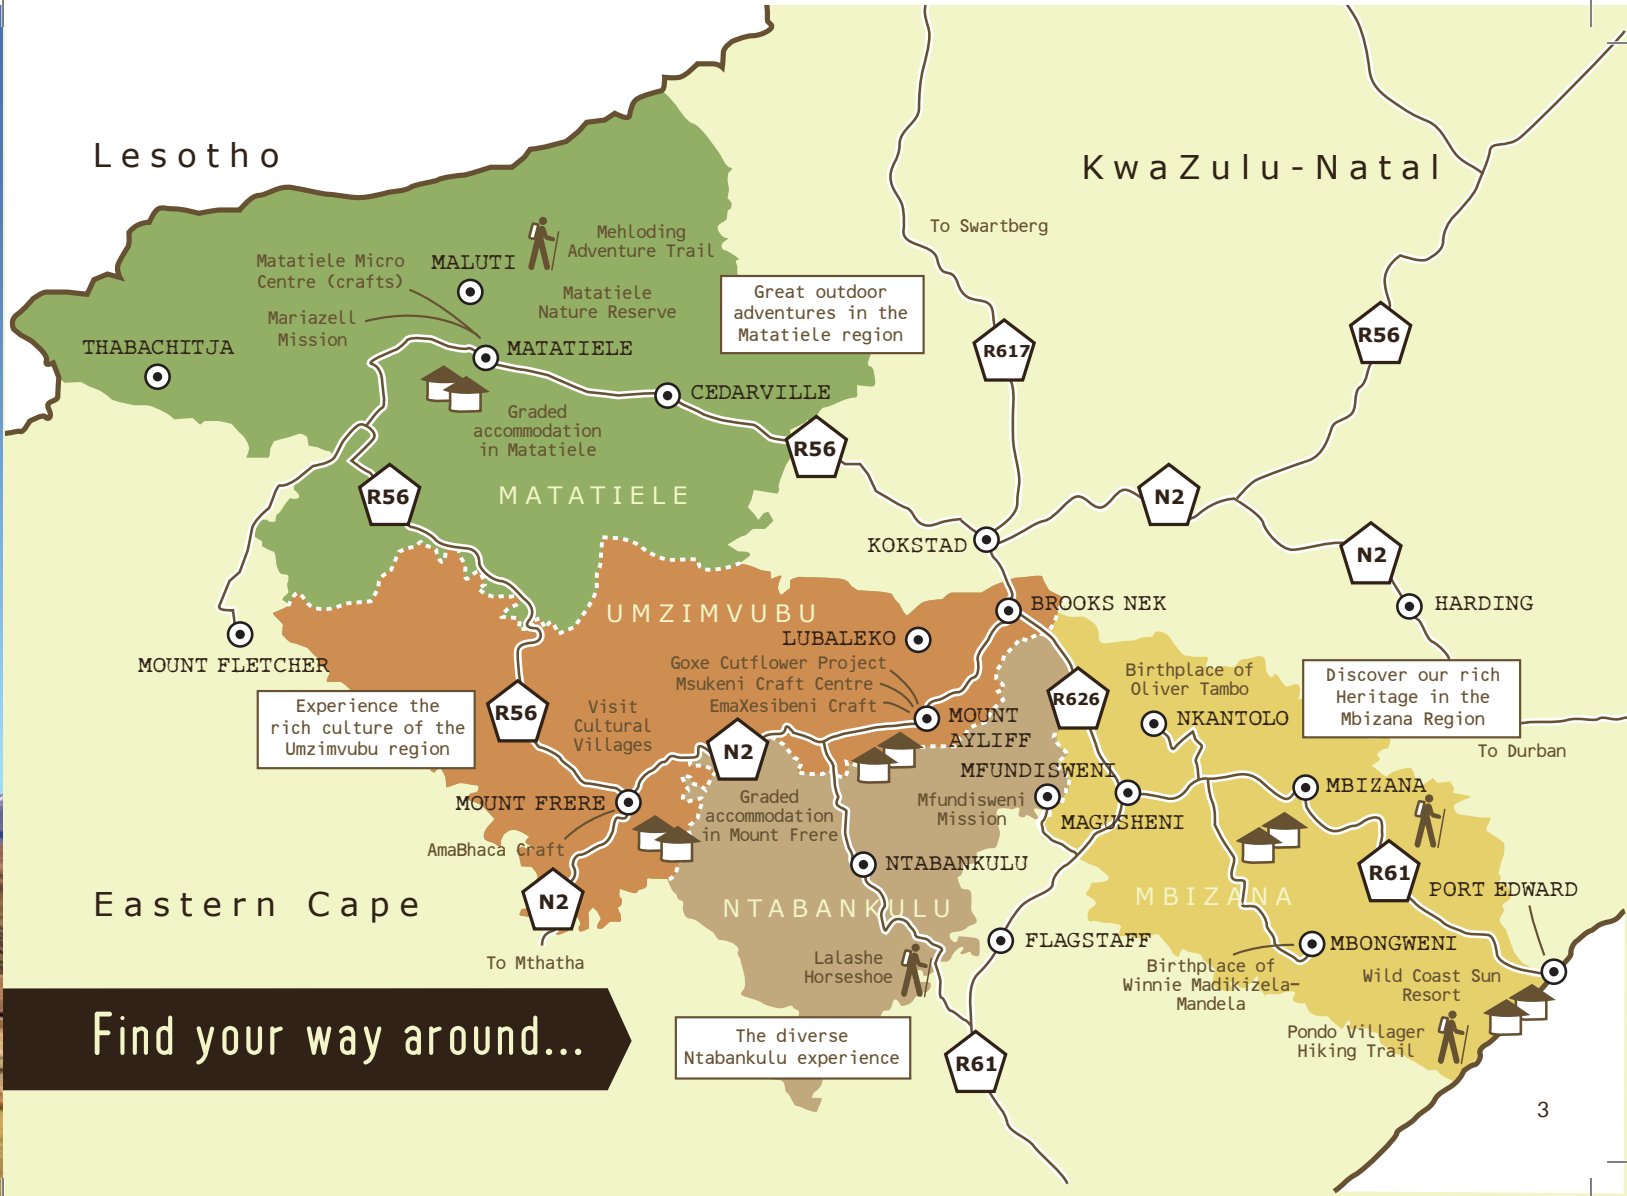 Lesotho
KwaZulu-Natal
To Swartberg
Mehloding
Adventure Trail
Matatiele Micro
Centre (crafts)
MALUTI
Matatiele
Nature Reserve
Mariazell
Mission
Great outdoor
adventures in the
Matatiele region
THABACHITJA
MATATIELE
R617
R56
CEDARVILLE
Graded
accommodation
in Matatiele
R56
R56
MATATIELE
N2
KOKSTAD
N2
UMZIMVUBU
BROOKS NEK
HARDING
LUBALEKO
MOUNT FLETCHER
Goxe Cutflower Project
Msukeni Craft Centre
EmaXesibeni Craft
Birthplace of
Oliver Tambo
Discover our rich
Heritage in the
Mbizana Region
Experience the
rich culture of the
Umzimvubu region
R56
Visit
Cultural
Villages
R626
MOUNT
AYLIFF
NKANTOLO
N2
To Durban
MFUNDISWENI
MBIZANA
MOUNT FRERE
Graded
accommodation
in Mount Frere
Mfundisweni
Mission
MAGUSHENI
AmaBhaca Craft
NTABANKULU
R61
PORT EDWARD
N2
Eastern Cape
NTABANKULU
MBIZANA
FLAGSTAFF
MBONGWENI
To Mthatha
Lalashe
Horseshoe
Birthplace of
Winnie Madikizela-
Mandela
Wild Coast Sun
Resort
Find your way around...
The diverse
Ntabankulu experience
Pondo Villager
Hiking Trail
R61
3